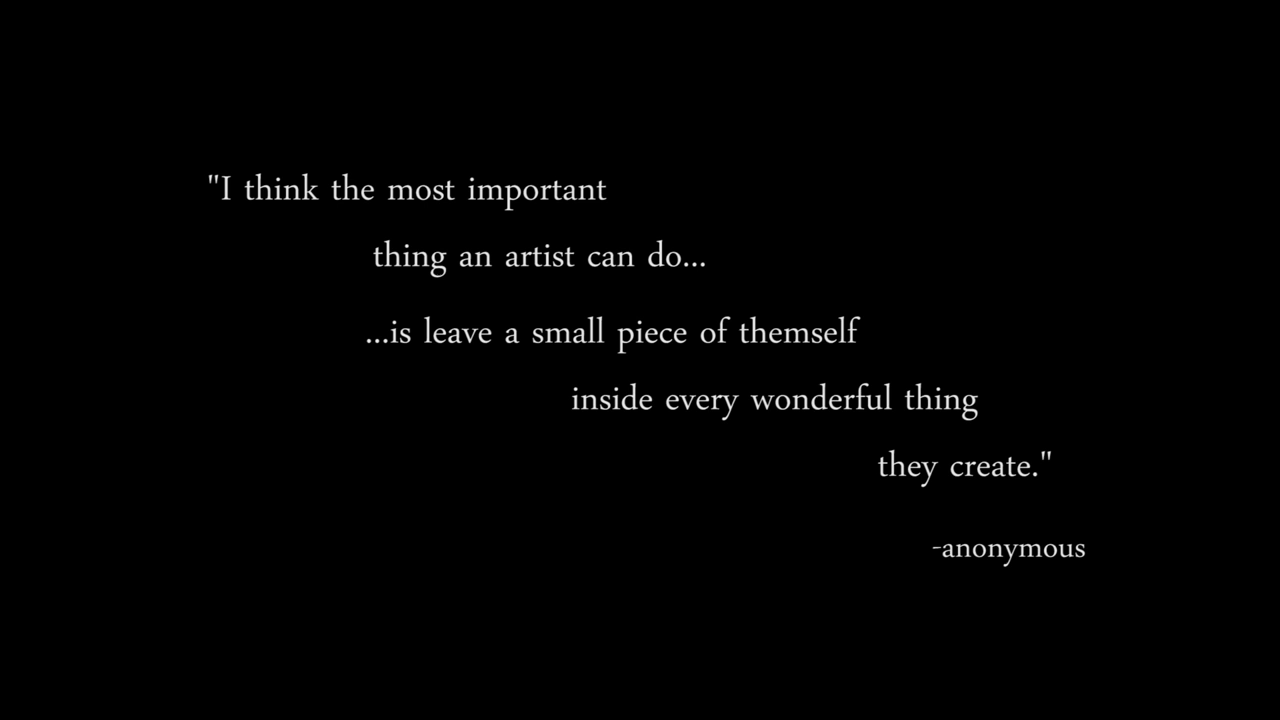 "I think the most important
thing an artist can do...
...is leave a small piece of themself
inside every wonderful thing
they create."
-anonymous